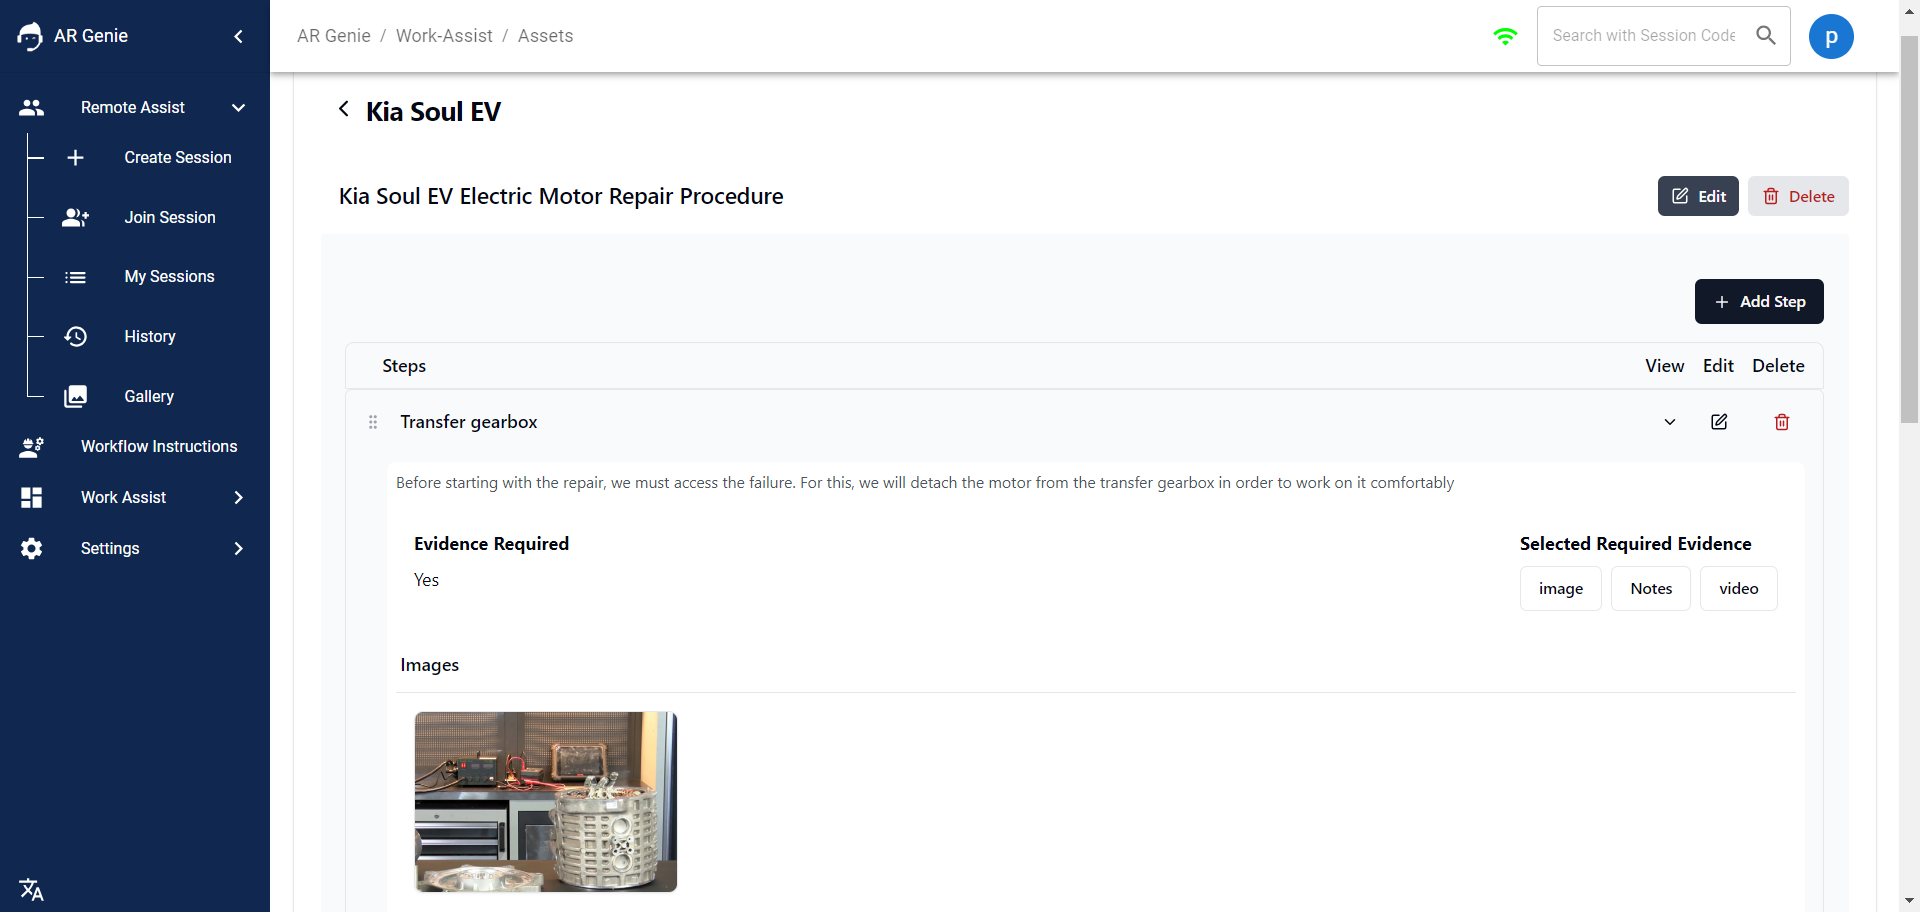 AR Genie
AR Genie / Work-Assist / Assets
Search with Session Code
p
Remote Assist
Create Session
Join Session
My Sessions
History
Gallery
Workflow Instructions
Work Assist
Settings
Kia Soul EV
Kia Soul EV Electric Motor Repair Procedure
Edit
Delete
Add Step
Steps
View Edit Delete
Transfer gearbox
Before starting with the repair, we must access the failure. For this, we will detach the motor from the transfer gearbox in order to work on it comfortably
Evidence Required
Yes
Selected Required Evidence
image Notes video
Images